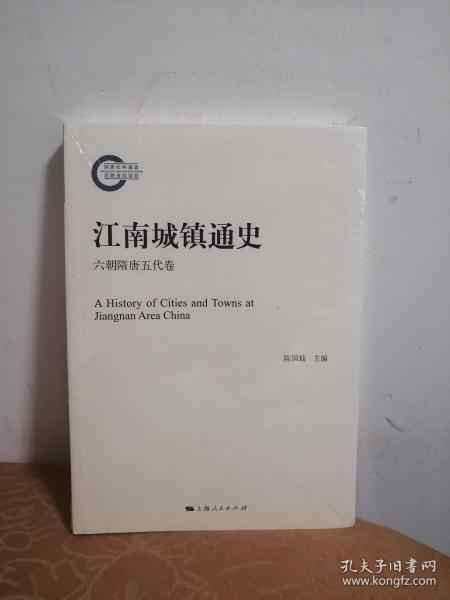 国家社科基金
后期资助项目
江南城镇通史
六朝隋唐五代卷
A History of Cities and Towns at
Jiangnan Area China
陈国灿 主编
上海人民出版社
孔夫子旧书网
www.kongfz.com